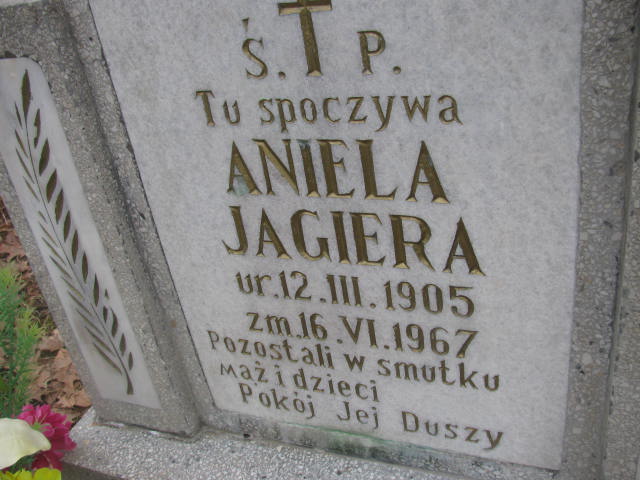 Ś. P.
Tu spoczywa
ANIELA
JAGIERA
ur. 12. III. 1905
zm. 16. VI. 1967
Pozostali w smutku
mąż i dzieci
Pokój Jej Duszy